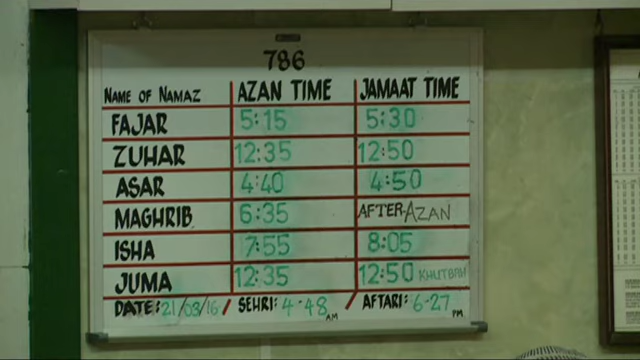 786
NAME OF NAMAZ AZAN TIME JAMAAT TIME
FAJAR 5:15 5:30
ZUHAR 12:35 12:50
ASAR 4:40 4:50
MAGHRIB 6:35 AFTER-AZAN
ISHA 7:55 8:05
JUMA 12:35 12:50 KHUTBAH
DATE: 21/03/16 / SEHRI: 4-48 AM / AFTARI: 6-27 PM